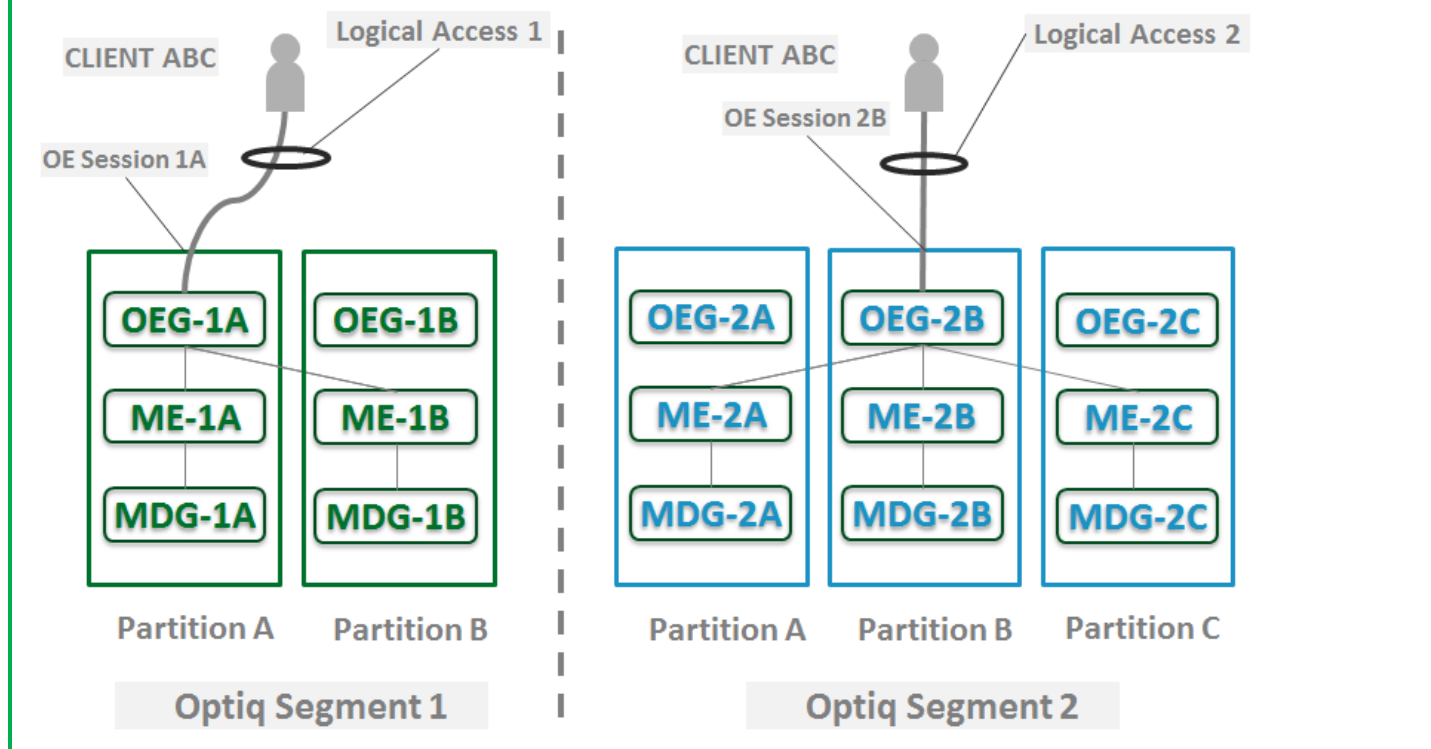 Logical Access 1
CLIENT ABC
OE Session 1A
OEG-1A
OEG-1B
ME-1A
ME-1B
MDG-1A
MDG-1B
Partition A
Partition B
Optiq Segment 1
Logical Access 2
CLIENT ABC
OE Session 2B
OEG-2A
OEG-2B
OEG-2C
ME-2A
ME-2B
ME-2C
MDG-2A
MDG-2B
MDG-2C
Partition A
Partition B
Partition C
Optiq Segment 2